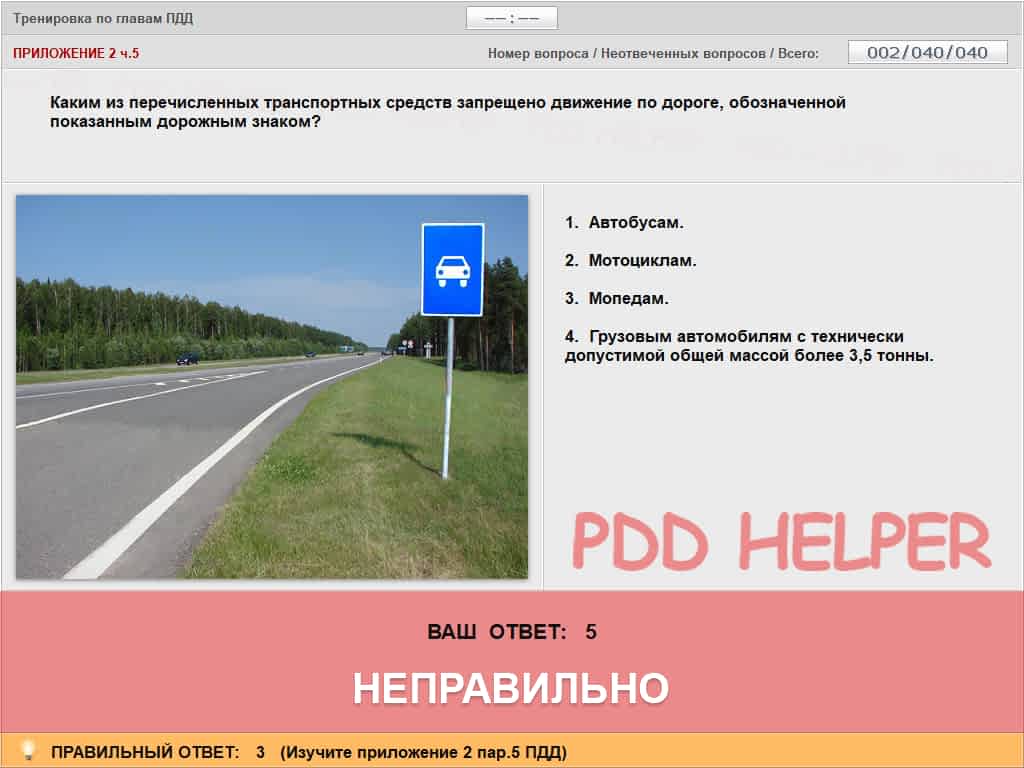 Тренировка по главам ПДД
–– : ––
ПРИЛОЖЕНИЕ 2 ч.5
Номер вопроса / Неотвеченных вопросов / Всего:
002/040/040
Каким из перечисленных транспортных средств запрещено движение по дороге, обозначенной
показанным дорожным знаком?
1. Автобусам.
2. Мотоциклам.
3. Мопедам.
4. Грузовым автомобилям с технически
допустимой общей массой более 3,5 тонны.
PDD HELPER
ВАШ ОТВЕТ: 5
НЕПРАВИЛЬНО
ПРАВИЛЬНЫЙ ОТВЕТ: 3 (Изучите приложение 2 пар.5 ПДД)